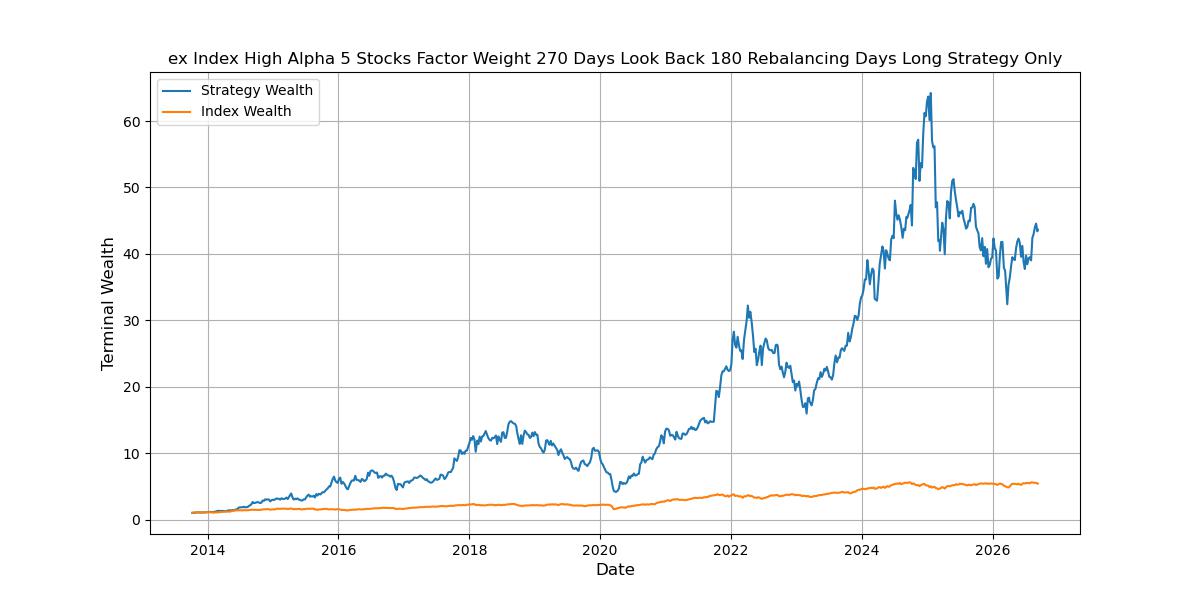 ex Index High Alpha 5 Stocks Factor Weight 270 Days Look Back 180 Rebalancing Days Long Strategy Only
Strategy Wealth
Index Wealth
Terminal Wealth
60
50
40
30
20
10
0
2014 2016 2018 2020 2022 2024 2026
Date